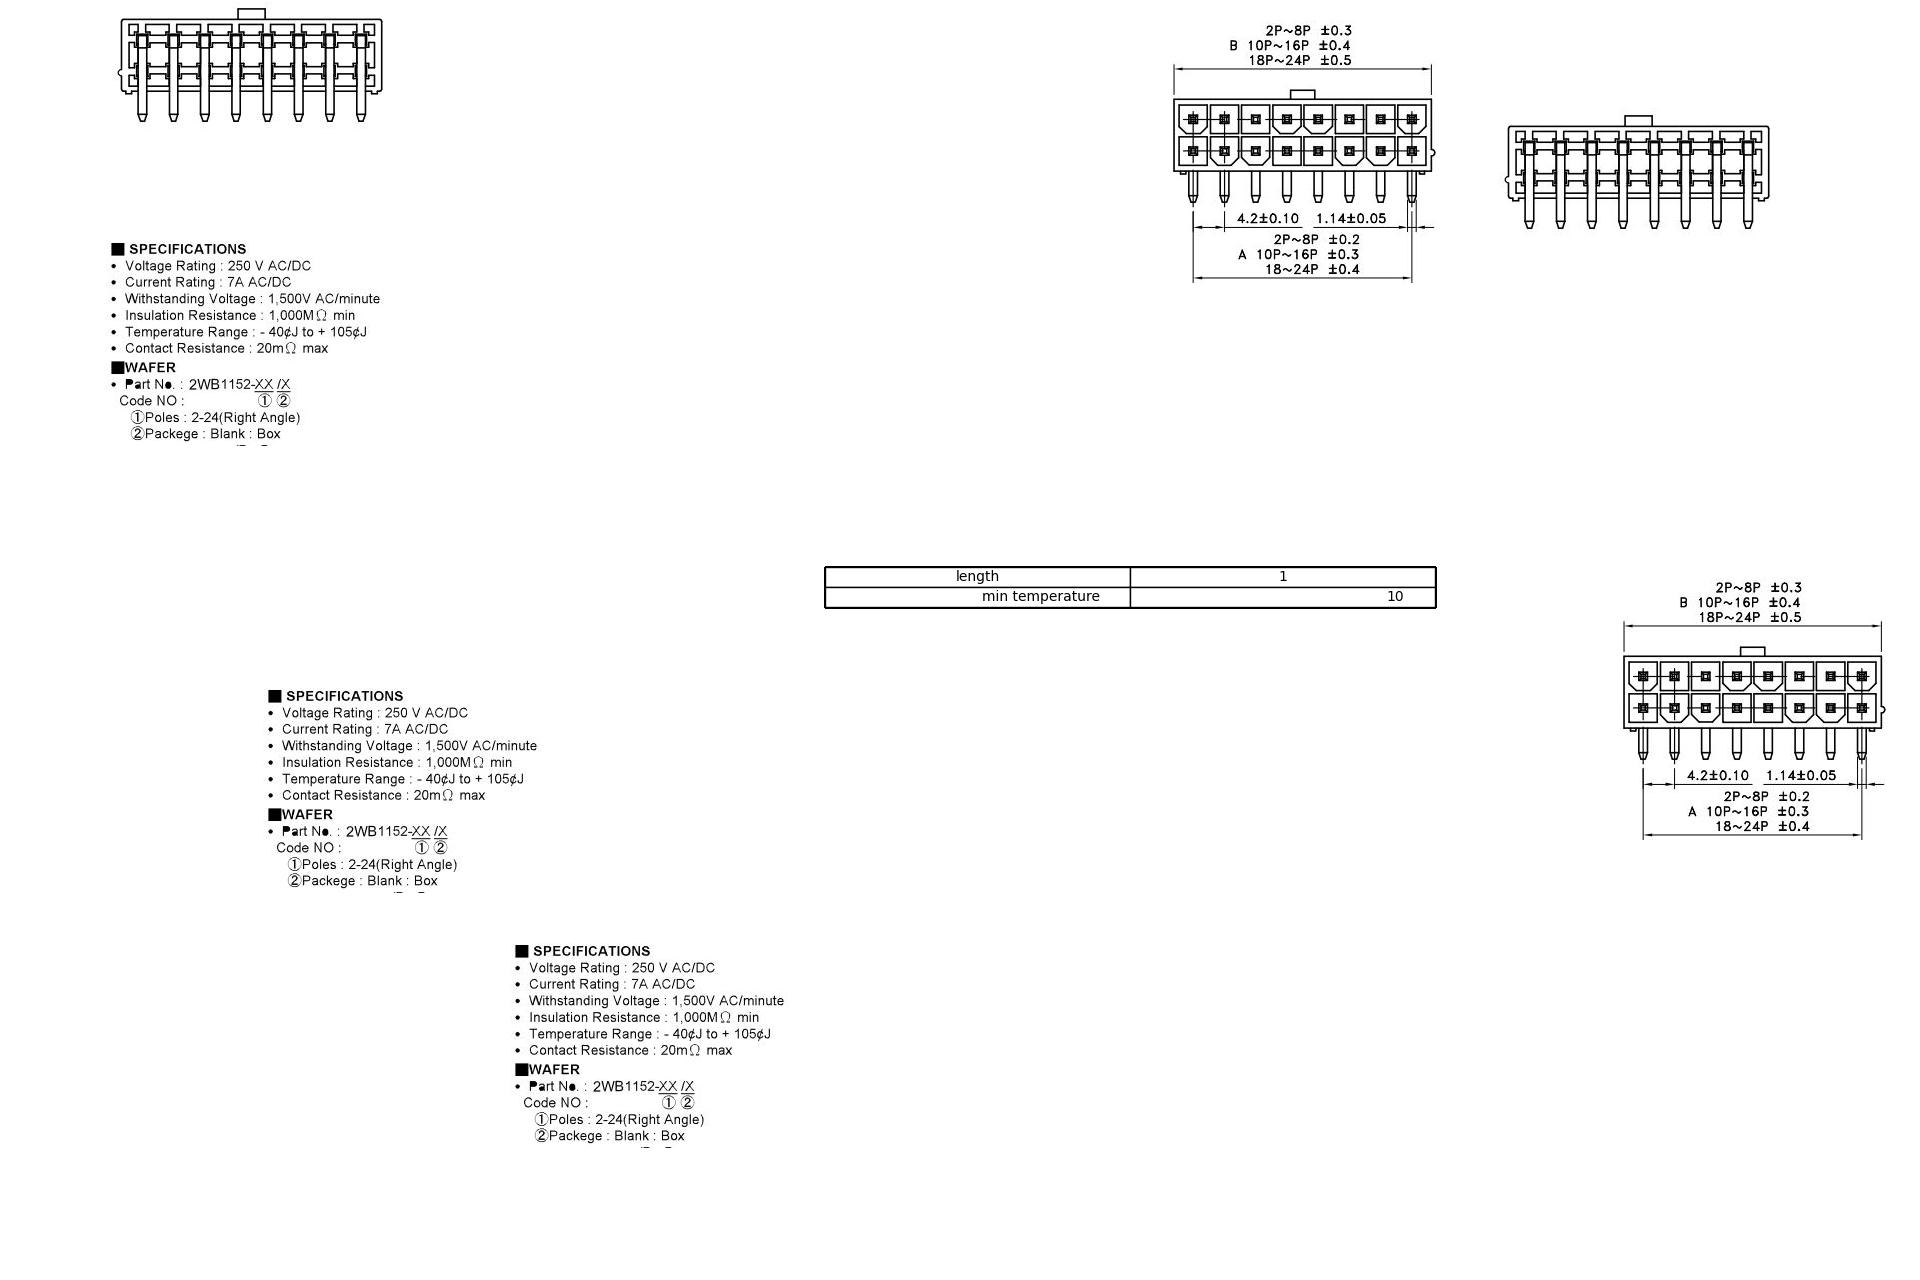 2P~8P ±0.3
B 10P~16P ±0.4
18P~24P ±0.5
4.2±0.10 1.14±0.05
2P~8P ±0.2
A 10P~16P ±0.3
18~24P ±0.4
■ SPECIFICATIONS
• Voltage Rating : 250 V AC/DC
• Current Rating : 7A AC/DC
• Withstanding Voltage : 1,500V AC/minute
• Insulation Resistance : 1,000MΩ min
• Temperature Range : - 40¢J to + 105¢J
• Contact Resistance : 20mΩ max
■WAFER
• Part No. : 2WB1152-XX /X
Code NO : ① ②
①Poles : 2-24(Right Angle)
②Packege : Blank : Box
length 1
min temperature 10
2P~8P ±0.3
B 10P~16P ±0.4
18P~24P ±0.5
4.2±0.10 1.14±0.05
2P~8P ±0.2
A 10P~16P ±0.3
18~24P ±0.4
■ SPECIFICATIONS
• Voltage Rating : 250 V AC/DC
• Current Rating : 7A AC/DC
• Withstanding Voltage : 1,500V AC/minute
• Insulation Resistance : 1,000MΩ min
• Temperature Range : - 40¢J to + 105¢J
• Contact Resistance : 20mΩ max
■WAFER
• Part No. : 2WB1152-XX /X
Code NO : ① ②
①Poles : 2-24(Right Angle)
②Packege : Blank : Box
■ SPECIFICATIONS
• Voltage Rating : 250 V AC/DC
• Current Rating : 7A AC/DC
• Withstanding Voltage : 1,500V AC/minute
• Insulation Resistance : 1,000MΩ min
• Temperature Range : - 40¢J to + 105¢J
• Contact Resistance : 20mΩ max
■WAFER
• Part No. : 2WB1152-XX /X
Code NO : ① ②
①Poles : 2-24(Right Angle)
②Packege : Blank : Box